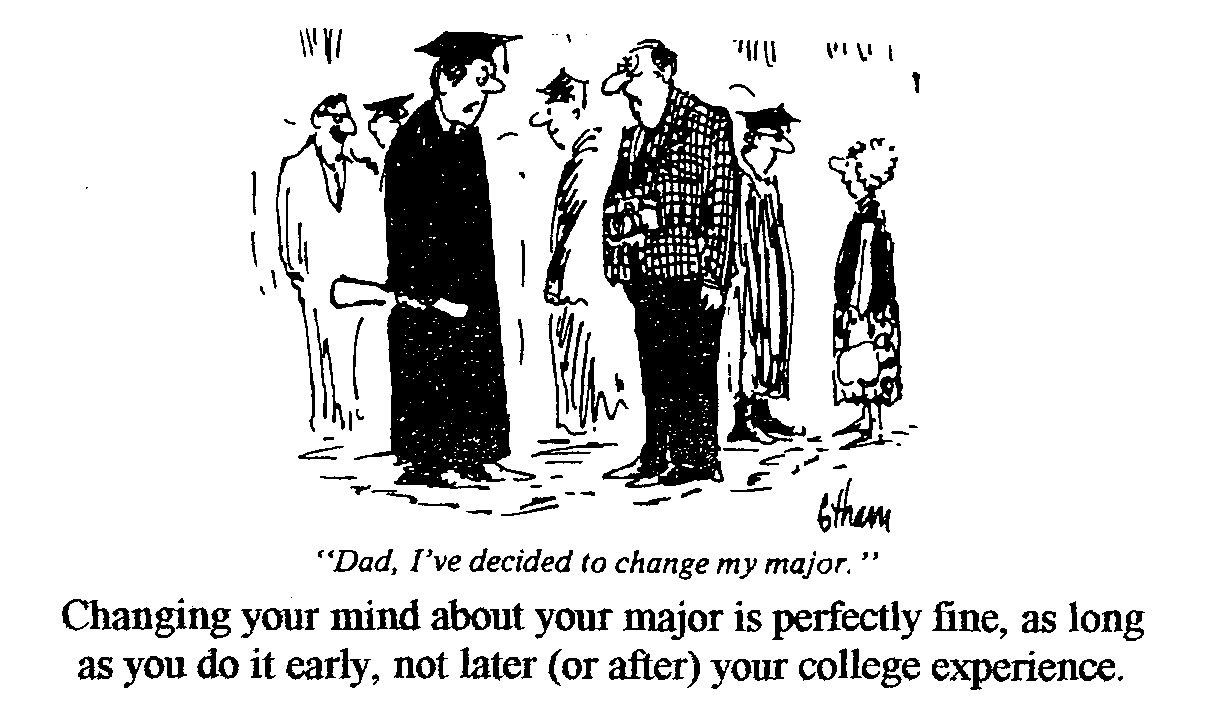 Etham
"Dad, I've decided to change my major."
Changing your mind about your major is perfectly fine, as long
as you do it early, not later (or after) your college experience.